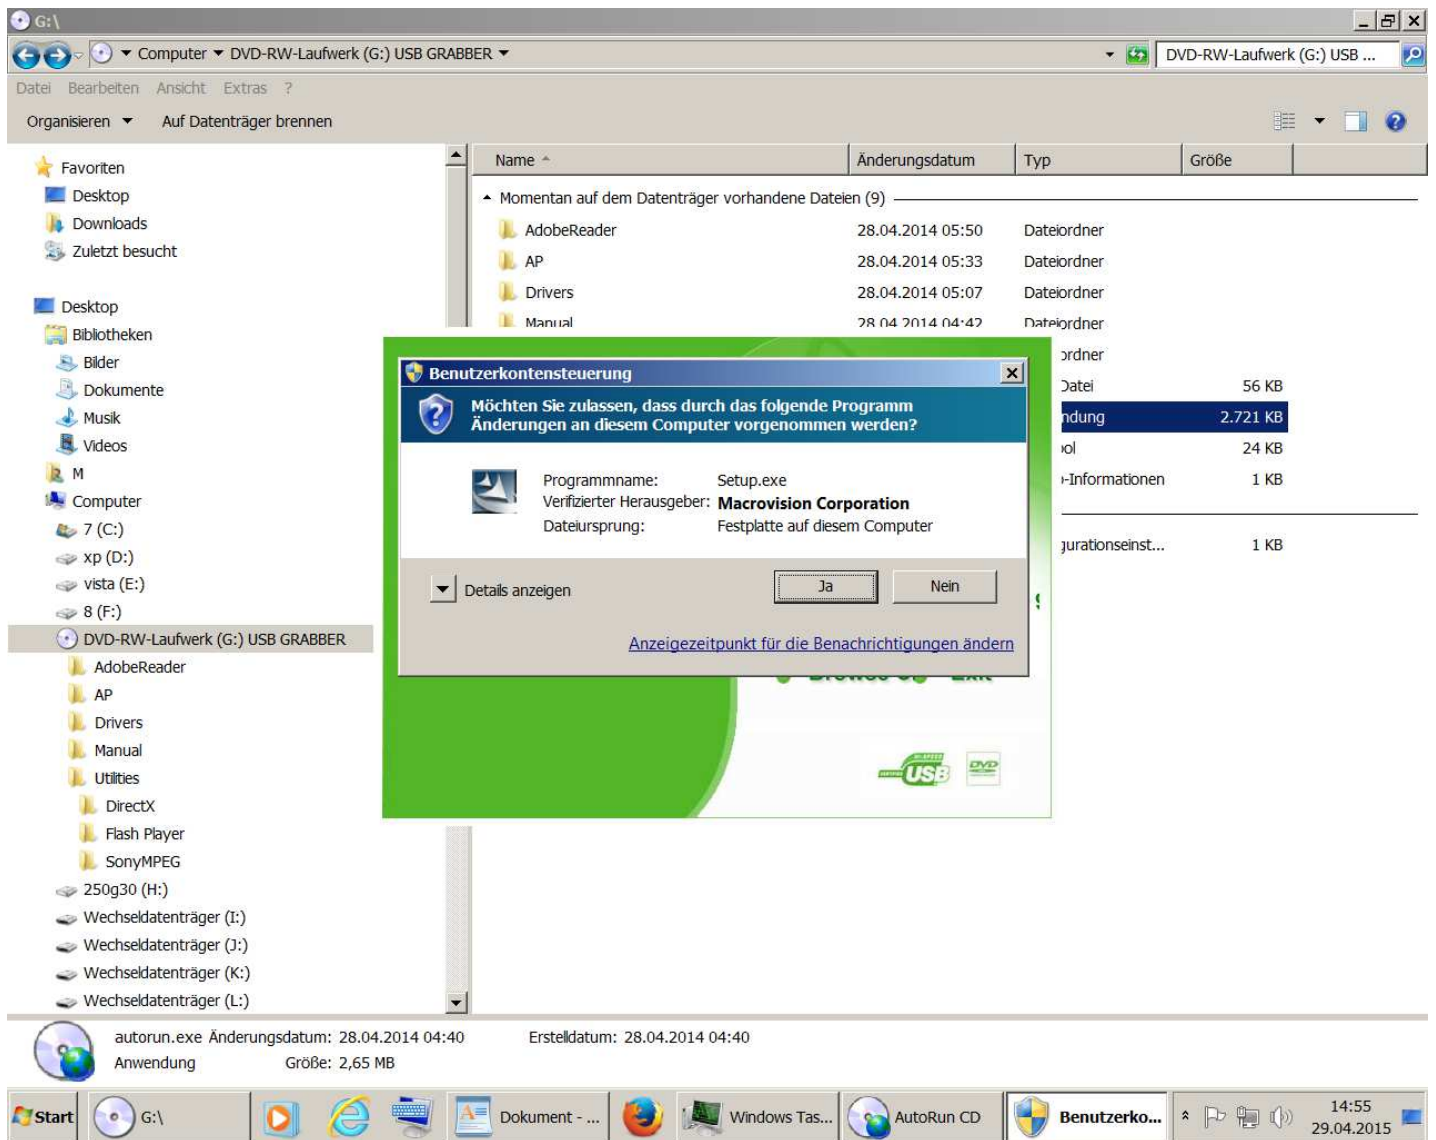 G:\
Computer DVD-RW-Laufwerk (G:) USB GRABBER DVD-RW-Laufwerk (G:) USB ...
Datei Bearbeiten Ansicht Extras ?
Organisieren Auf Datenträger brennen
Favoriten
Desktop
Downloads
Zuletzt besucht
Desktop
Bibliotheken
Bilder
Dokumente
Musik
Videos
M
Computer
7 (C:)
xp (D:)
vista (E:)
8 (F:)
DVD-RW-Laufwerk (G:) USB GRABBER
AdobeReader
AP
Drivers
Manual
Utilities
DirectX
Flash Player
SonyMPEG
250g30 (H:)
Wechseldatenträger (I:)
Wechseldatenträger (J:)
Wechseldatenträger (K:)
Wechseldatenträger (L:)
Name Änderungsdatum Typ Größe
Momentan auf dem Datenträger vorhandene Dateien (9)
AdobeReader 28.04.2014 05:50 Dateiordner
AP 28.04.2014 05:33 Dateiordner
Drivers 28.04.2014 05:07 Dateiordner
Manual 28.04.2014 04:42 Dateiordner
ordner
Datei 56 KB
ndung 2.721 KB
ool 24 KB
-Informationen 1 KB
gurationseinst... 1 KB
Benutzerkontensteuerung
Möchten Sie zulassen, dass durch das folgende Programm
Änderungen an diesem Computer vorgenommen werden?
Programmname: Setup.exe
Verifizierter Herausgeber: Macrovision Corporation
Dateiursprung: Festplatte auf diesem Computer
Details anzeigen Ja Nein
Anzeigezeitpunkt für die Benachrichtigungen ändern
USB DVD
autorun.exe Änderungsdatum: 28.04.2014 04:40 Erstelldatum: 28.04.2014 04:40
Anwendung Größe: 2,65 MB
Start G:\ Dokument - ... Windows Tas... AutoRun CD Benutzerko... 14:55
29.04.2015